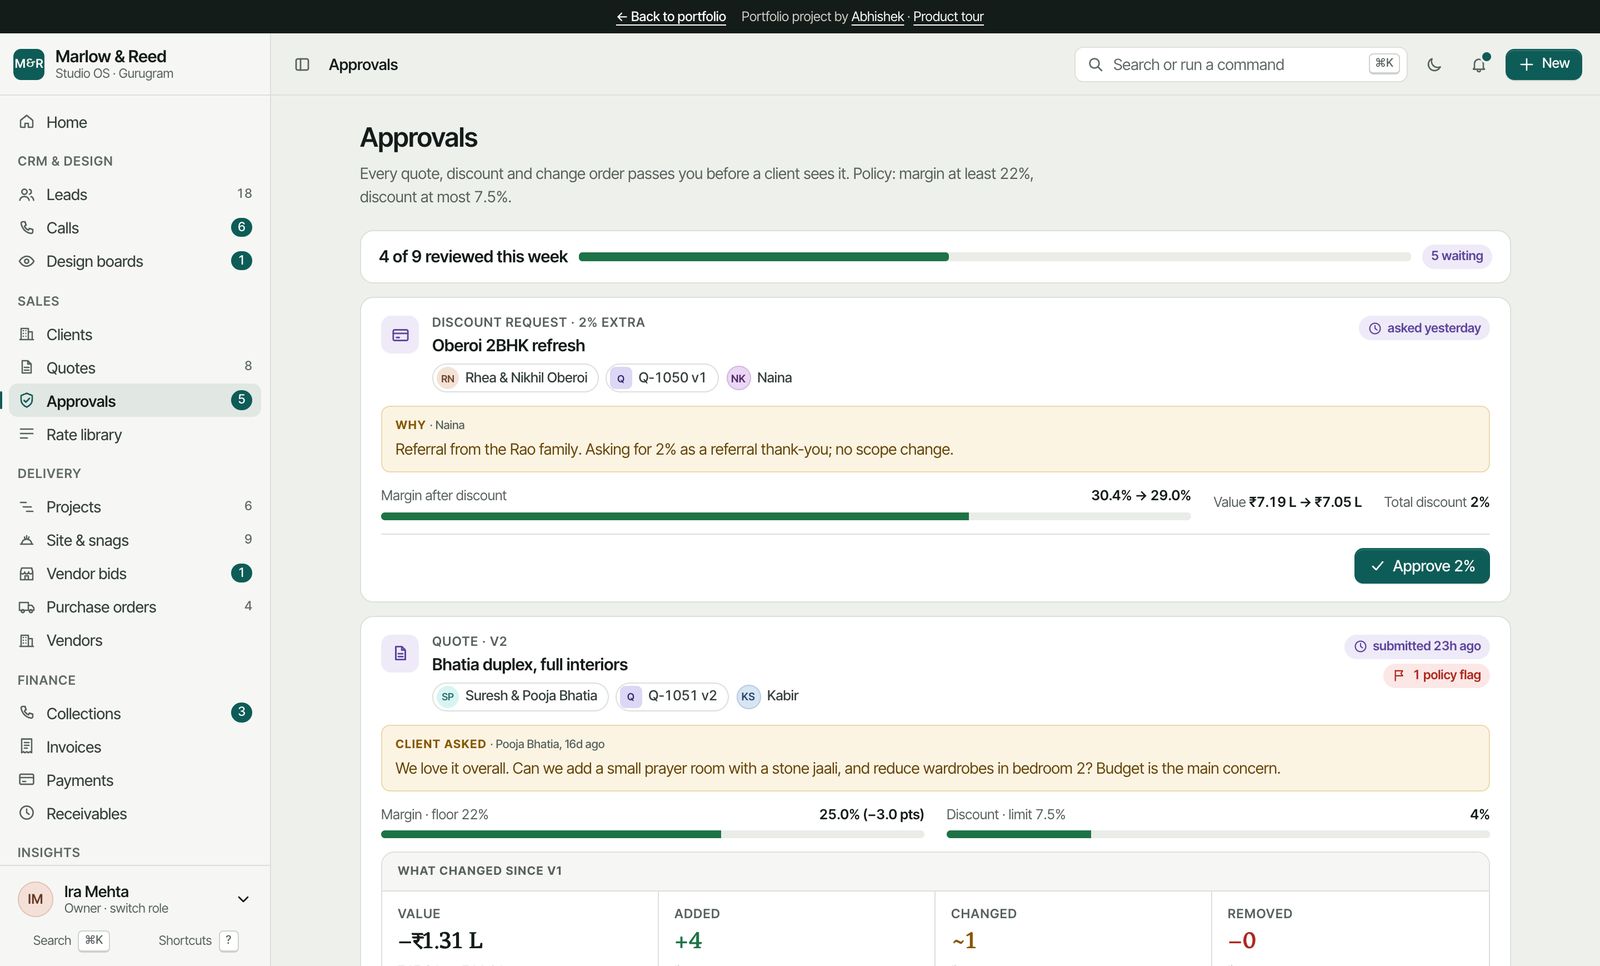 ← Back to portfolio Portfolio project by Abhishek · Product tour
M&R
Marlow & Reed
Studio OS · Gurugram
Approvals
Search or run a command ⌘K
New
Home
CRM & DESIGN
Leads 18
Calls 6
Design boards 1
SALES
Clients
Quotes 8
Approvals 5
Rate library
DELIVERY
Projects 6
Site & snags 9
Vendor bids 1
Purchase orders 4
Vendors
FINANCE
Collections 3
Invoices
Payments
Receivables
INSIGHTS
IM
Ira Mehta
Owner · switch role
Search ⌘K Shortcuts ?
Approvals
Every quote, discount and change order passes you before a client sees it. Policy: margin at least 22%,
discount at most 7.5%.
4 of 9 reviewed this week 5 waiting
DISCOUNT REQUEST · 2% EXTRA
asked yesterday
Oberoi 2BHK refresh
RN Rhea & Nikhil Oberoi Q Q-1050 v1 NK Naina
WHY · Naina
Referral from the Rao family. Asking for 2% as a referral thank-you; no scope change.
Margin after discount 30.4% → 29.0% Value ₹7.19 L → ₹7.05 L Total discount 2%
Approve 2%
QUOTE · V2
submitted 23h ago
Bhatia duplex, full interiors
1 policy flag
SP Suresh & Pooja Bhatia Q Q-1051 v2 KS Kabir
CLIENT ASKED · Pooja Bhatia, 16d ago
We love it overall. Can we add a small prayer room with a stone jaali, and reduce wardrobes in bedroom 2? Budget is the main concern.
Margin · floor 22% 25.0% (−3.0 pts) Discount · limit 7.5% 4%
WHAT CHANGED SINCE V1
VALUE ADDED CHANGED REMOVED
−₹1.31 L +4 ~1 −0